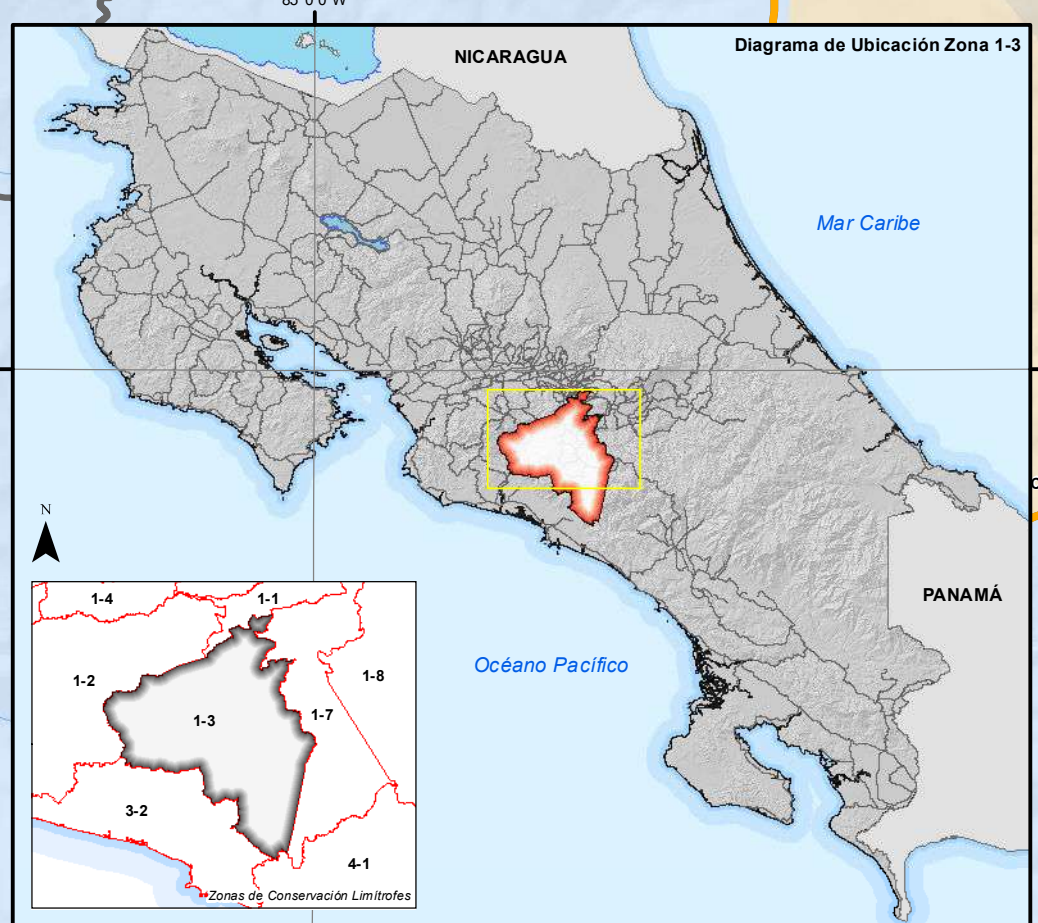 Diagrama de Ubicación Zona 1-3
NICARAGUA
Mar Caribe
N
PANAMÁ
Océano Pacífico
1-4
1-1
1-2
1-8
1-3
1-7
3-2
4-1
Zonas de Conservación Limítrofes